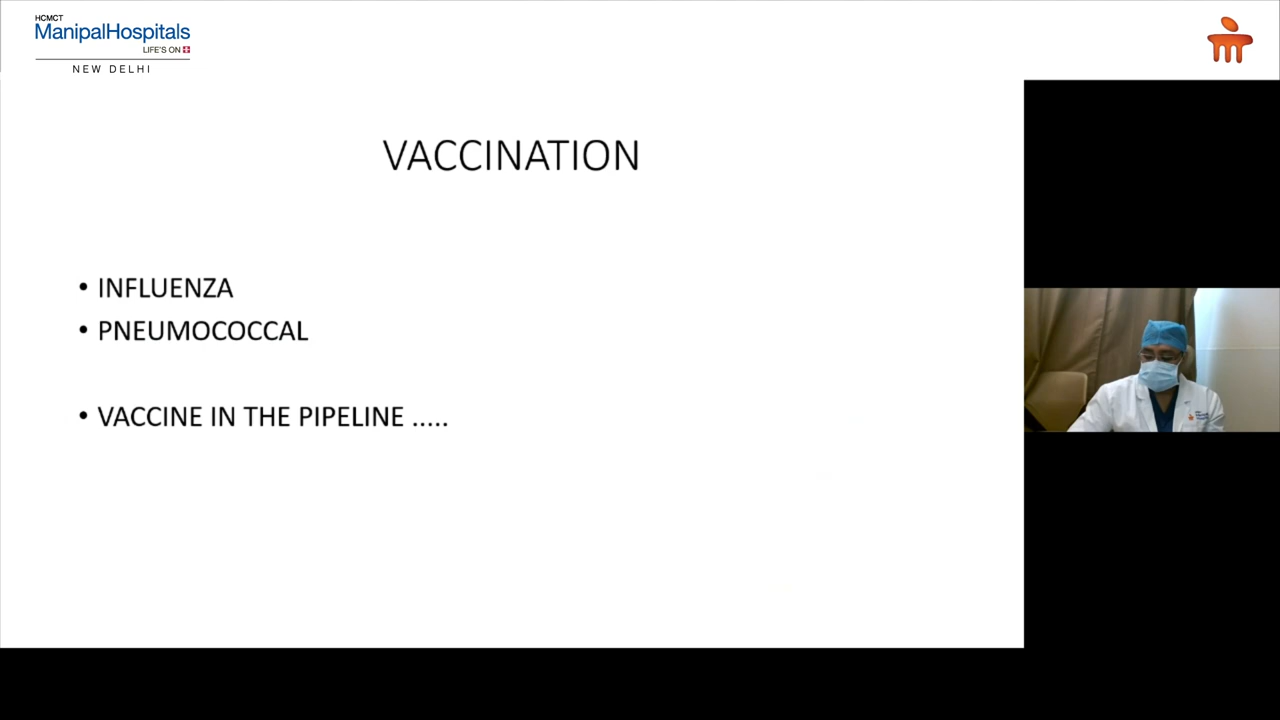 HCMCT
ManipalHospitals
LIFE'S ON
NEW DELHI
VACCINATION
• INFLUENZA
• PNEUMOCOCCAL
• VACCINE IN THE PIPELINE .....